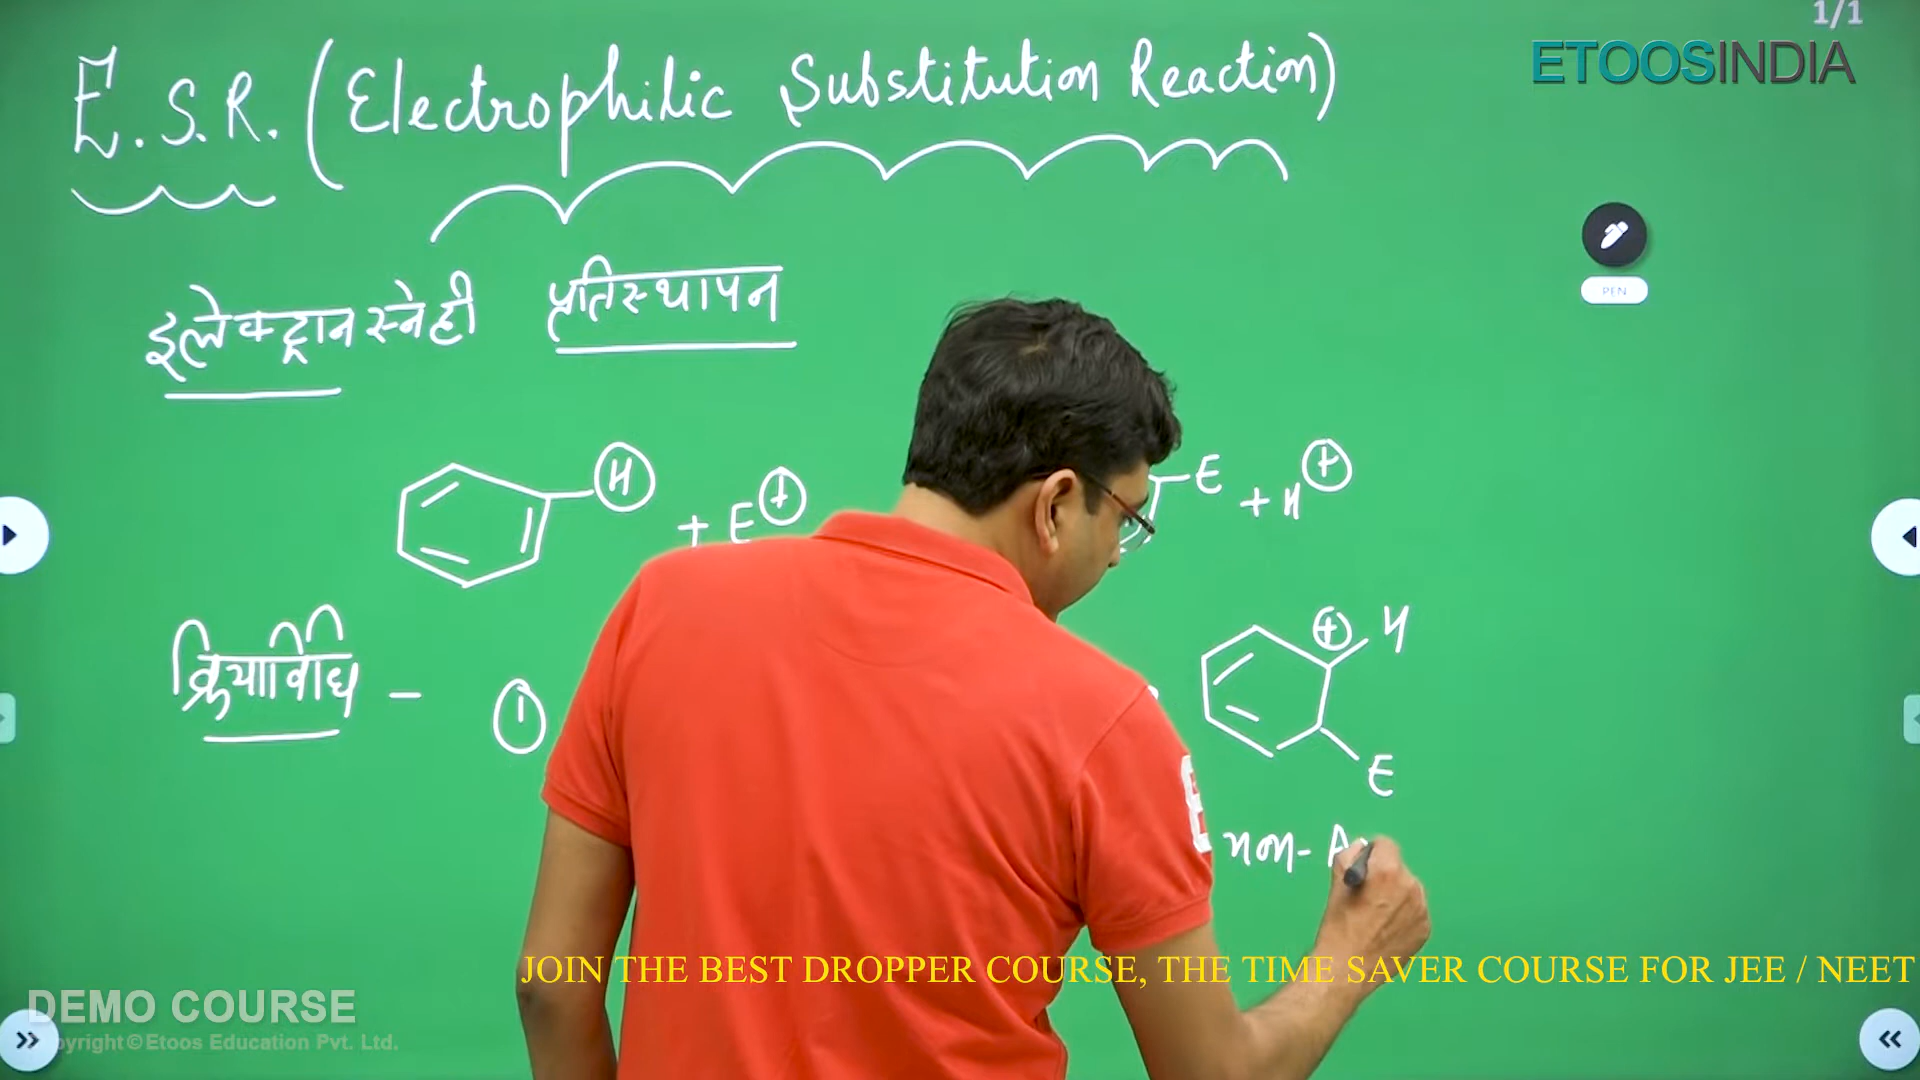 1/1
ETOOSINDIA
E.S.R. (Electrophilic Substitution Reaction)
इलेक्ट्रान स्नेही प्रतिस्थापन
PEN
H + E+
E + H+
क्रियाविधि - 1
+ H
E
non-A
JOIN THE BEST DROPPER COURSE, THE TIME SAVER COURSE FOR JEE / NEET
DEMO COURSE
pyright©Etoos Education Pvt. Ltd.